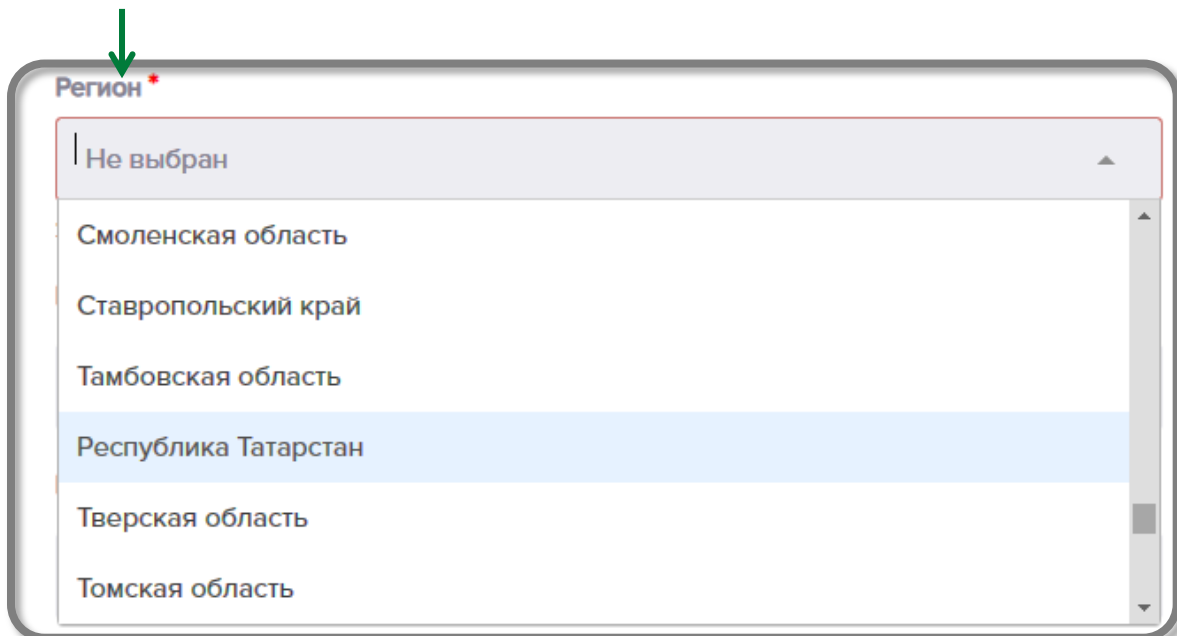 Регион *
Не выбран
Смоленская область
Ставропольский край
Тамбовская область
Республика Татарстан
Тверская область
Томская область